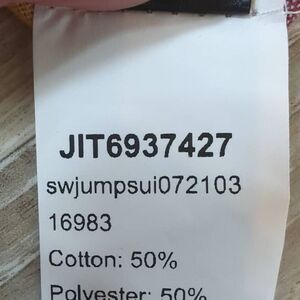 JIT6937427
swjumpsui072103
16983
Cotton: 50%
Polyester: 50%